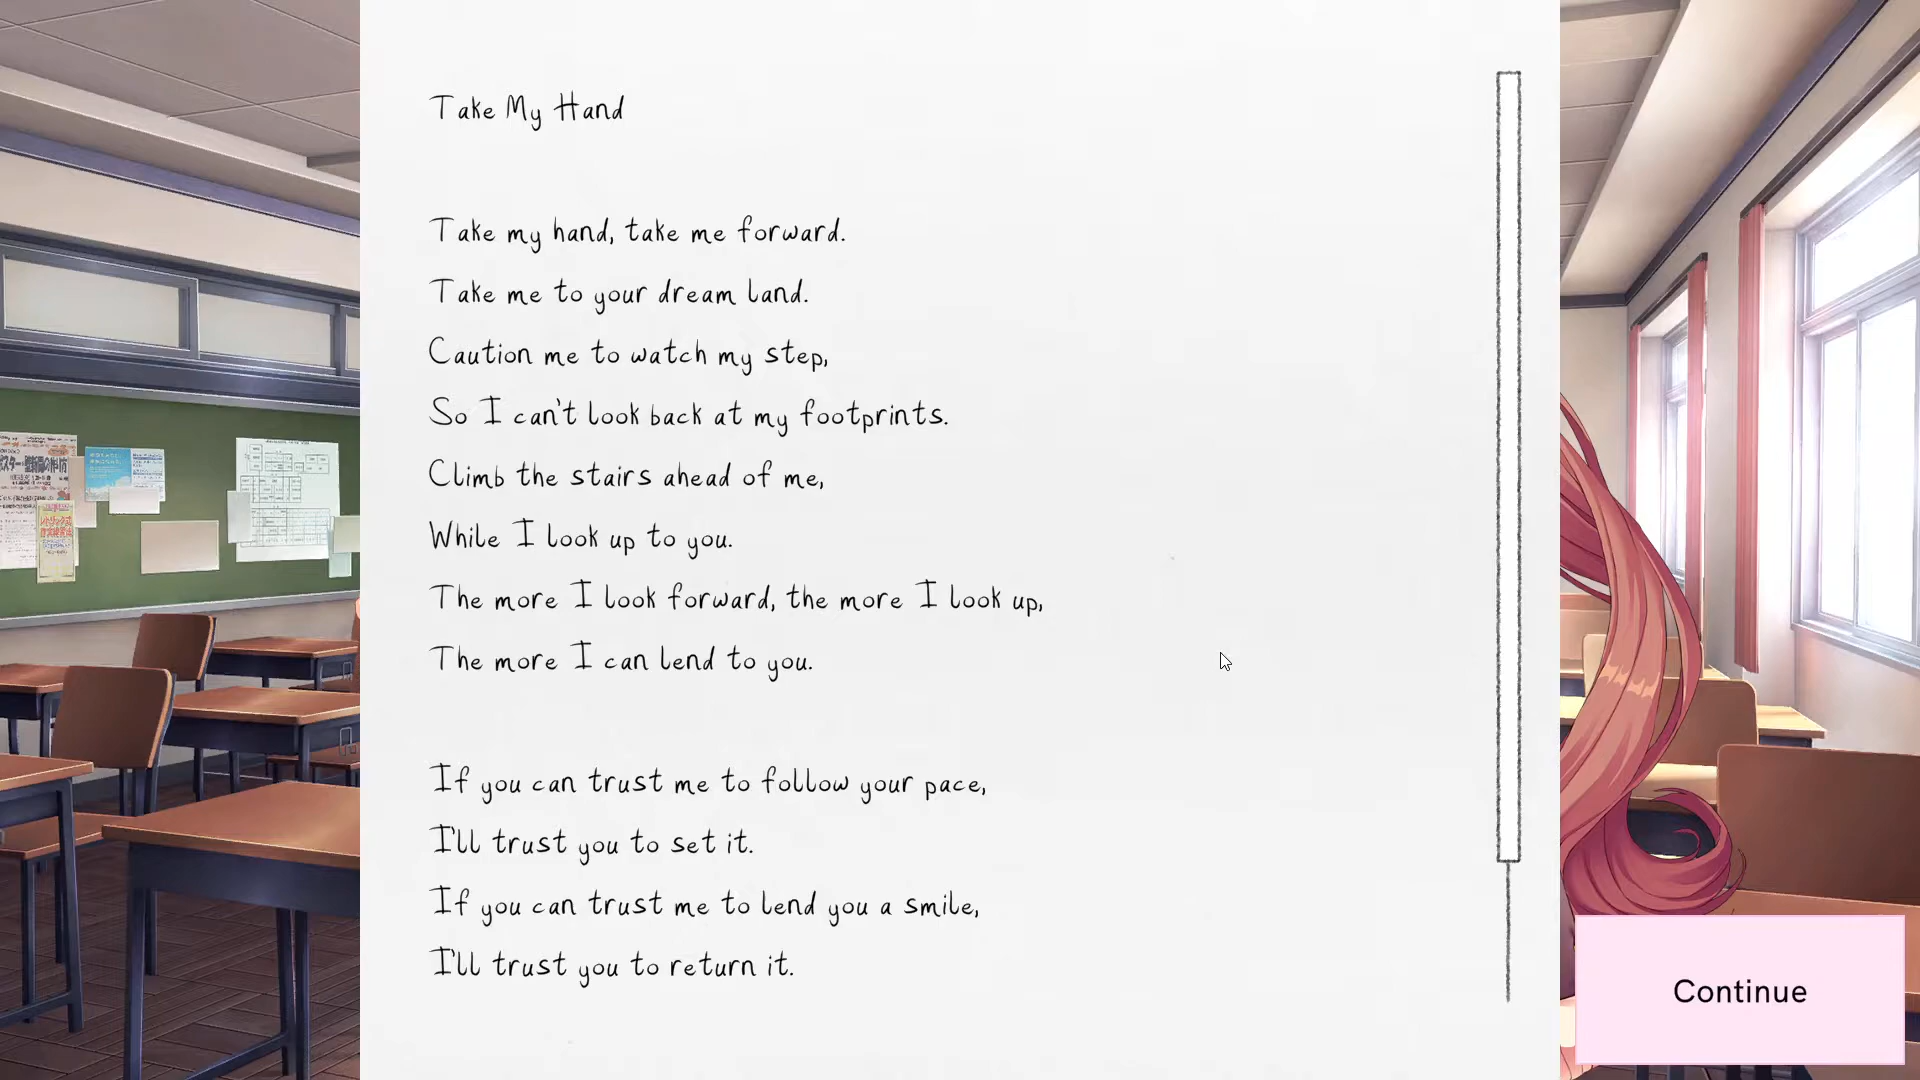 Take My Hand
Take my hand, take me forward.
Take me to your dream land.
Caution me to watch my step,
So I can't look back at my footprints.
Climb the stairs ahead of me,
While I look up to you.
The more I look forward, the more I look up,
The more I can lend to you.
If you can trust me to follow your pace,
I'll trust you to set it.
If you can trust me to lend you a smile,
I'll trust you to return it.
Continue